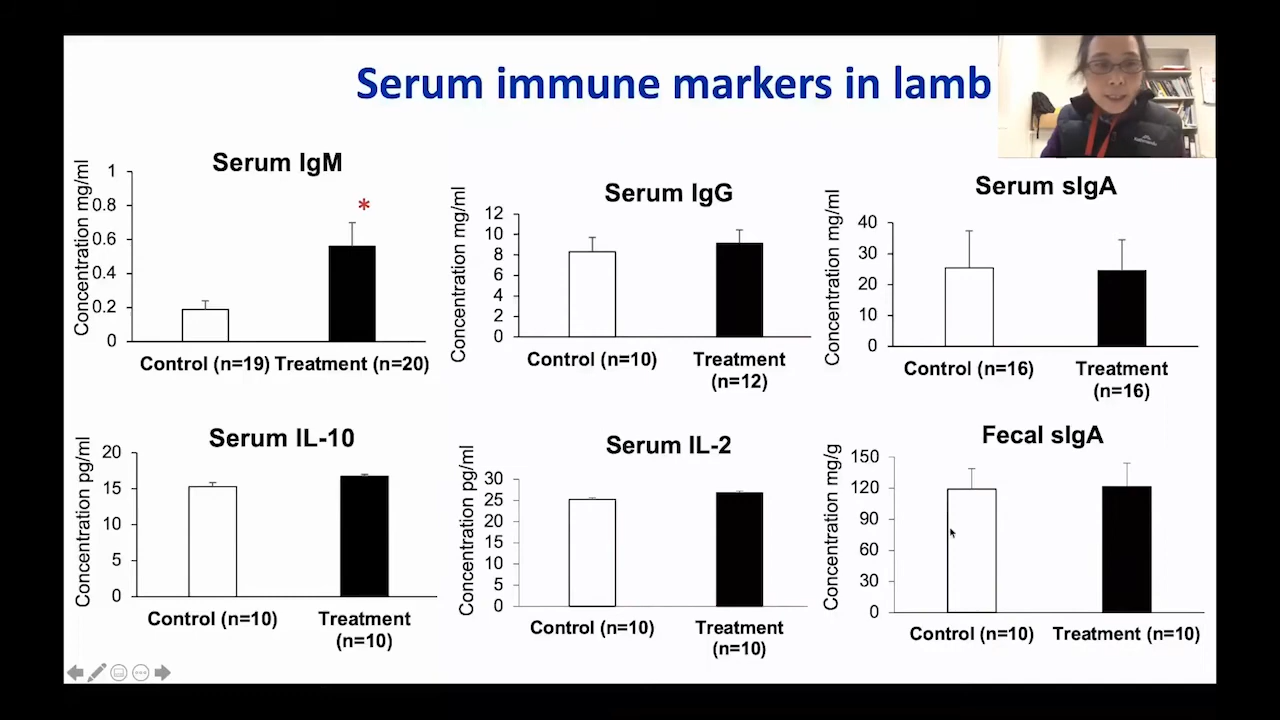 Serum immune markers in lamb
Serum IgM
Concentration mg/ml
1
0.8
0.6
0.4
0.2
0
*
Control (n=19) Treatment (n=20)
Serum IgG
Concentration mg/ml
12
10
8
6
4
2
0
Control (n=10)
Treatment
(n=12)
Serum sIgA
Concentration mg/ml
40
30
20
10
0
Control (n=16)
Treatment
(n=16)
Serum IL-10
Concentration pg/ml
20
15
10
5
0
Control (n=10)
Treatment
(n=10)
Serum IL-2
Concentration pg/ml
30
25
20
15
10
5
0
Control (n=10)
Treatment
(n=10)
Fecal sIgA
Concentration mg/g
150
120
90
60
30
0
Control (n=10)
Treatment (n=10)